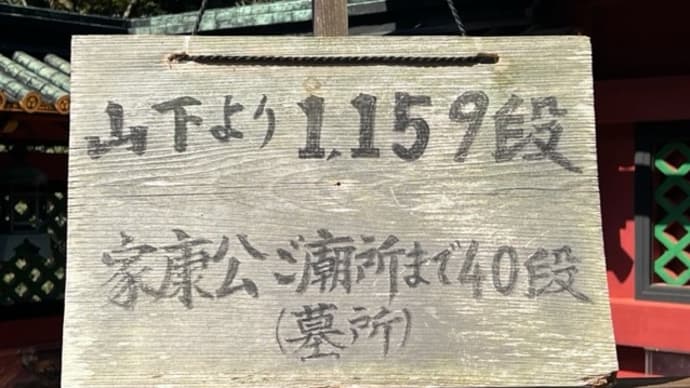 山下より 1,159段
家康公ご廟所まで40段
(墓所)